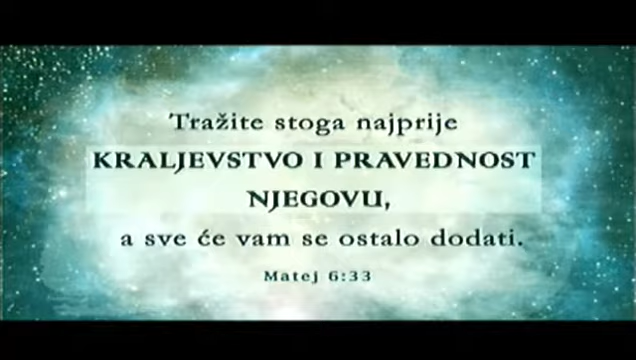 Tražite stoga najprije
KRALJEVSTVO I PRAVEDNOST
NJEGOVU,
a sve će vam se ostalo dodati.
Matej 6:33